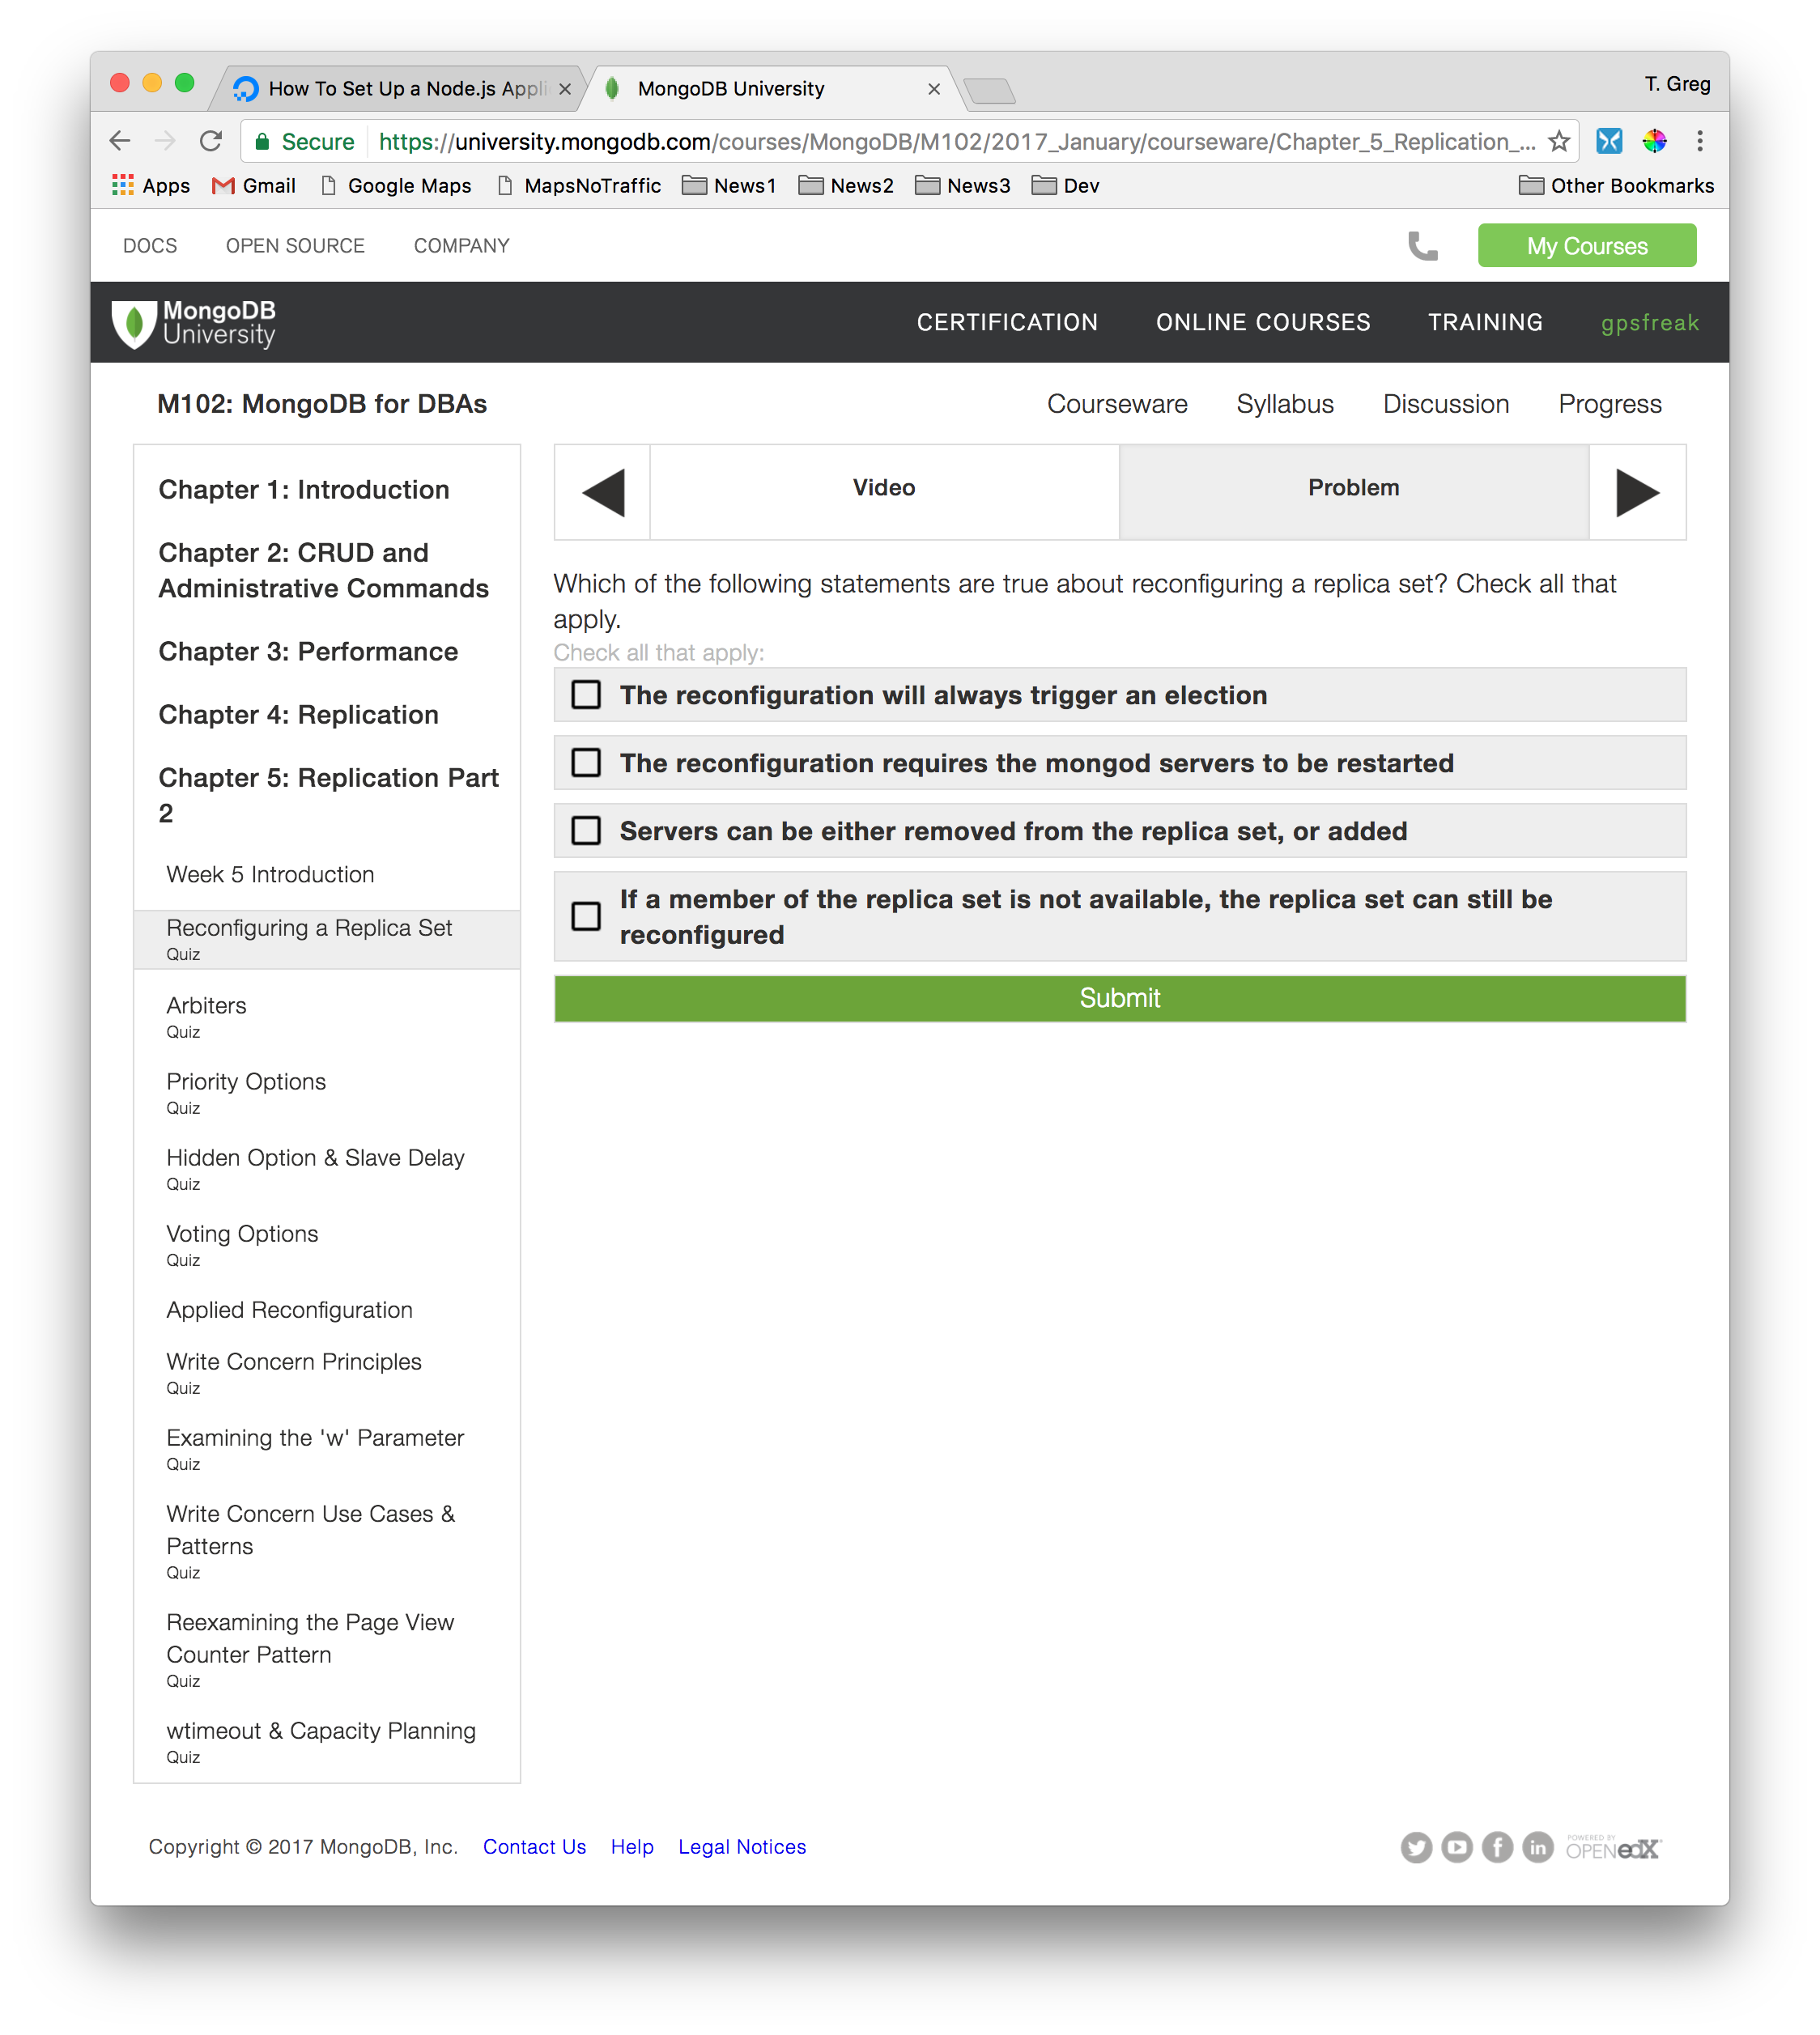 How To Set Up a Node.js Appli
MongoDB University
T. Greg
Secure https://university.mongodb.com/courses/MongoDB/M102/2017_January/courseware/Chapter_5_Replication_...
Apps Gmail Google Maps MapsNoTraffic News1 News2 News3 Dev Other Bookmarks
DOCS OPEN SOURCE COMPANY My Courses
MongoDB
University
CERTIFICATION ONLINE COURSES TRAINING gpsfreak
M102: MongoDB for DBAs Courseware Syllabus Discussion Progress
Chapter 1: Introduction
Chapter 2: CRUD and
Administrative Commands
Chapter 3: Performance
Chapter 4: Replication
Chapter 5: Replication Part
2
Week 5 Introduction
Reconfiguring a Replica Set
Quiz
Arbiters
Quiz
Priority Options
Quiz
Hidden Option & Slave Delay
Quiz
Voting Options
Quiz
Applied Reconfiguration
Write Concern Principles
Quiz
Examining the 'w' Parameter
Quiz
Write Concern Use Cases &
Patterns
Quiz
Reexamining the Page View
Counter Pattern
Quiz
wtimeout & Capacity Planning
Quiz
Video Problem
Which of the following statements are true about reconfiguring a replica set? Check all that
apply.
Check all that apply:
The reconfiguration will always trigger an election
The reconfiguration requires the mongod servers to be restarted
Servers can be either removed from the replica set, or added
If a member of the replica set is not available, the replica set can still be
reconfigured
Submit
Copyright © 2017 MongoDB, Inc. Contact Us Help Legal Notices
POWERED BY
OPEN edX